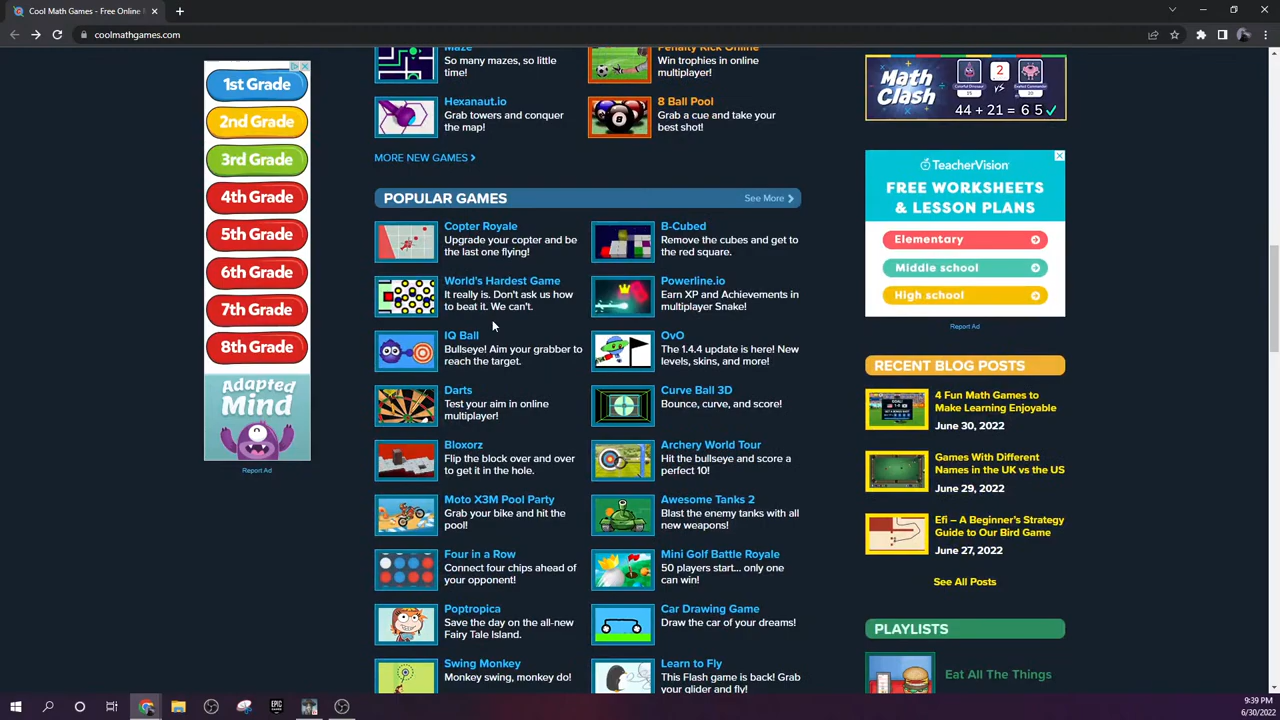 Cool Math Games - Free Online
coolmathgames.com
1st Grade
2nd Grade
3rd Grade
4th Grade
5th Grade
6th Grade
7th Grade
8th Grade
Adapted
Mind
Report Ad
Maze
So many mazes, so little
time!
Penalty Kick Online
Win trophies in online
multiplayer!
Hexanaut.io
Grab towers and conquer
the map!
8 Ball Pool
Grab a cue and take your
best shot!
MORE NEW GAMES
POPULAR GAMES
See More
Copter Royale
Upgrade your copter and be
the last one flying!
B-Cubed
Remove the cubes and get to
the red square.
World's Hardest Game
It really is. Don't ask us how
to beat it. We can't.
Powerline.io
Earn XP and Achievements in
multiplayer Snake!
IQ Ball
Bullseye! Aim your grabber to
reach the target.
OvO
The 1.4.4 update is here! New
levels, skins, and more!
Darts
Test your aim in online
multiplayer!
Curve Ball 3D
Bounce, curve, and score!
Bloxorz
Flip the block over and over
to get it in the hole.
Archery World Tour
Hit the bullseye and score a
perfect 10!
Moto X3M Pool Party
Grab your bike and hit the
pool!
Awesome Tanks 2
Blast the enemy tanks with all
new weapons!
Four in a Row
Connect four chips ahead of
your opponent!
Mini Golf Battle Royale
50 players start... only one
can win!
Poptropica
Save the day on the all-new
Fairy Tale Island.
Car Drawing Game
Draw the car of your dreams!
Swing Monkey
Monkey swing, monkey do!
Learn to Fly
This Flash game is back! Grab
your glider and fly!
Math
Clash
2
VS
44 + 21 = 6 5
TeacherVision
FREE WORKSHEETS
& LESSON PLANS
Elementary
Middle school
High school
Report Ad
RECENT BLOG POSTS
4 Fun Math Games to
Make Learning Enjoyable
June 30, 2022
Games With Different
Names in the UK vs the US
June 29, 2022
Efi – A Beginner's Strategy
Guide to Our Bird Game
June 27, 2022
See All Posts
PLAYLISTS
Eat All The Things
EPIC
GAMES
9:39 PM
6/30/2022